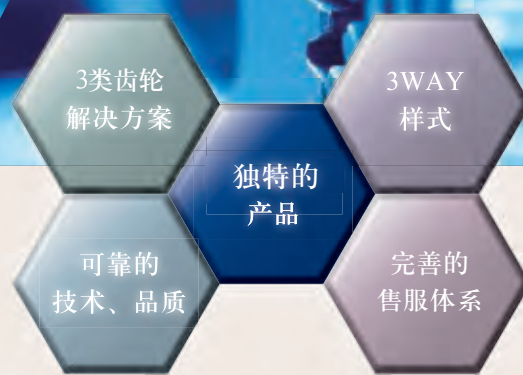 3类齿轮
解决方案
3WAY
样式
独特的
产品
可靠的
技术、品质
完善的
售服体系